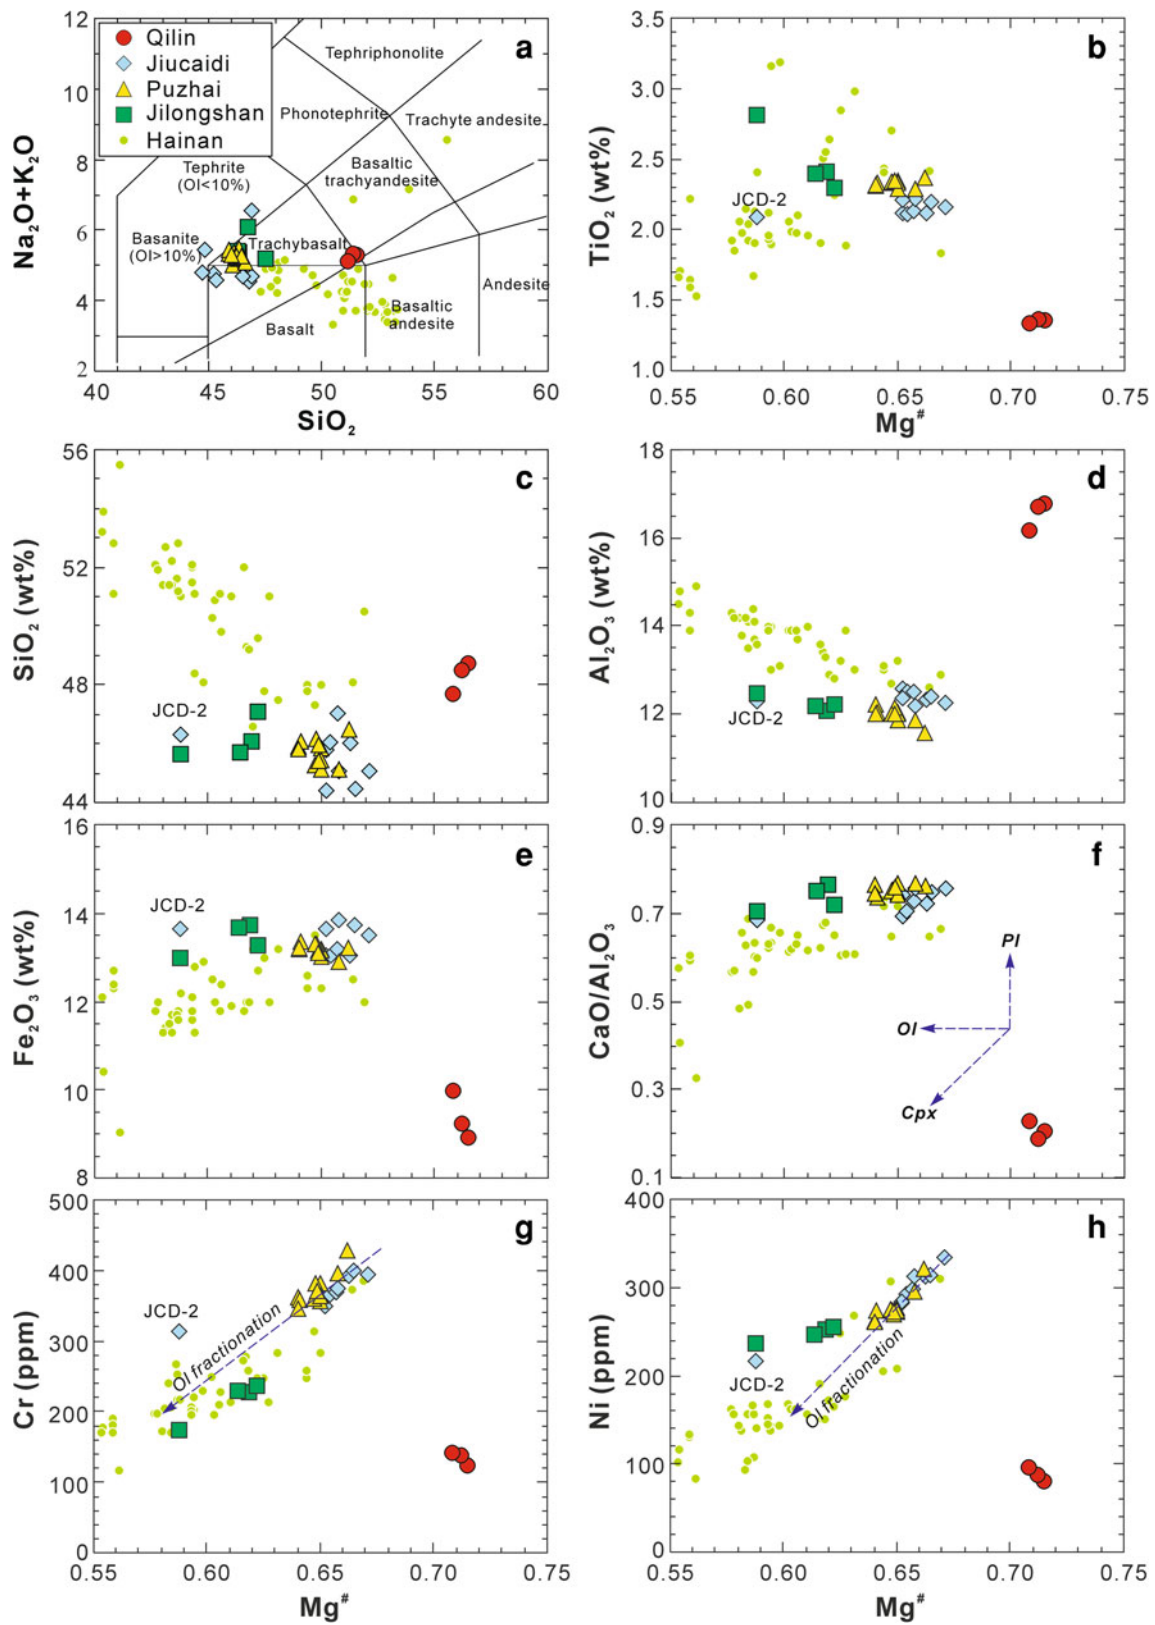 a
Qilin
Jiucaidi
Puzhai
Jilongshan
Hainan
Tephriphonolite
Phonotephrite
Trachyte andesite
Basaltic
trachyandesite
Tephrite
(Ol<10%)
Basanite
(Ol>10%)
Trachybasalt
Basalt
Basaltic
andesite
Andesite
Na₂O+K₂O
14
12
10
8
6
4
2
40
45
50
55
60
SiO₂
b
TiO₂ (wt%)
3.5
3.0
2.5
2.0
1.5
1.0
JCD-2
0.55
0.60
0.65
0.70
0.75
Mg#
c
SiO₂ (wt%)
56
52
48
44
JCD-2
d
Al₂O₃ (wt%)
18
16
14
12
10
JCD-2
e
Fe₂O₃ (wt%)
16
14
12
10
8
JCD-2
f
CaO/Al₂O₃
0.9
0.7
0.5
0.3
0.1
Pl
Ol
Cpx
g
Cr (ppm)
500
400
300
200
100
0
JCD-2
Ol fractionation
0.55
0.60
0.65
0.70
0.75
Mg#
h
Ni (ppm)
400
300
200
100
0
JCD-2
Ol fractionation
0.55
0.60
0.65
0.70
0.75
Mg#